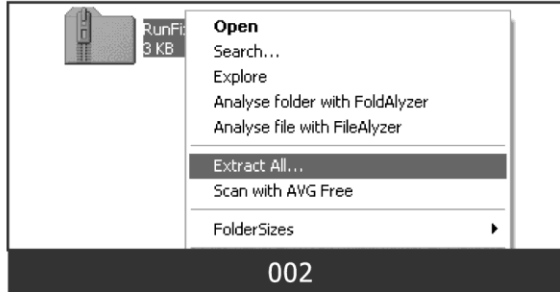 RunFi
3 KB
Open
Search...
Explore
Analyse folder with FoldAlyzer
Analyse file with FileAlyzer
Extract All...
Scan with AVG Free
FolderSizes
002